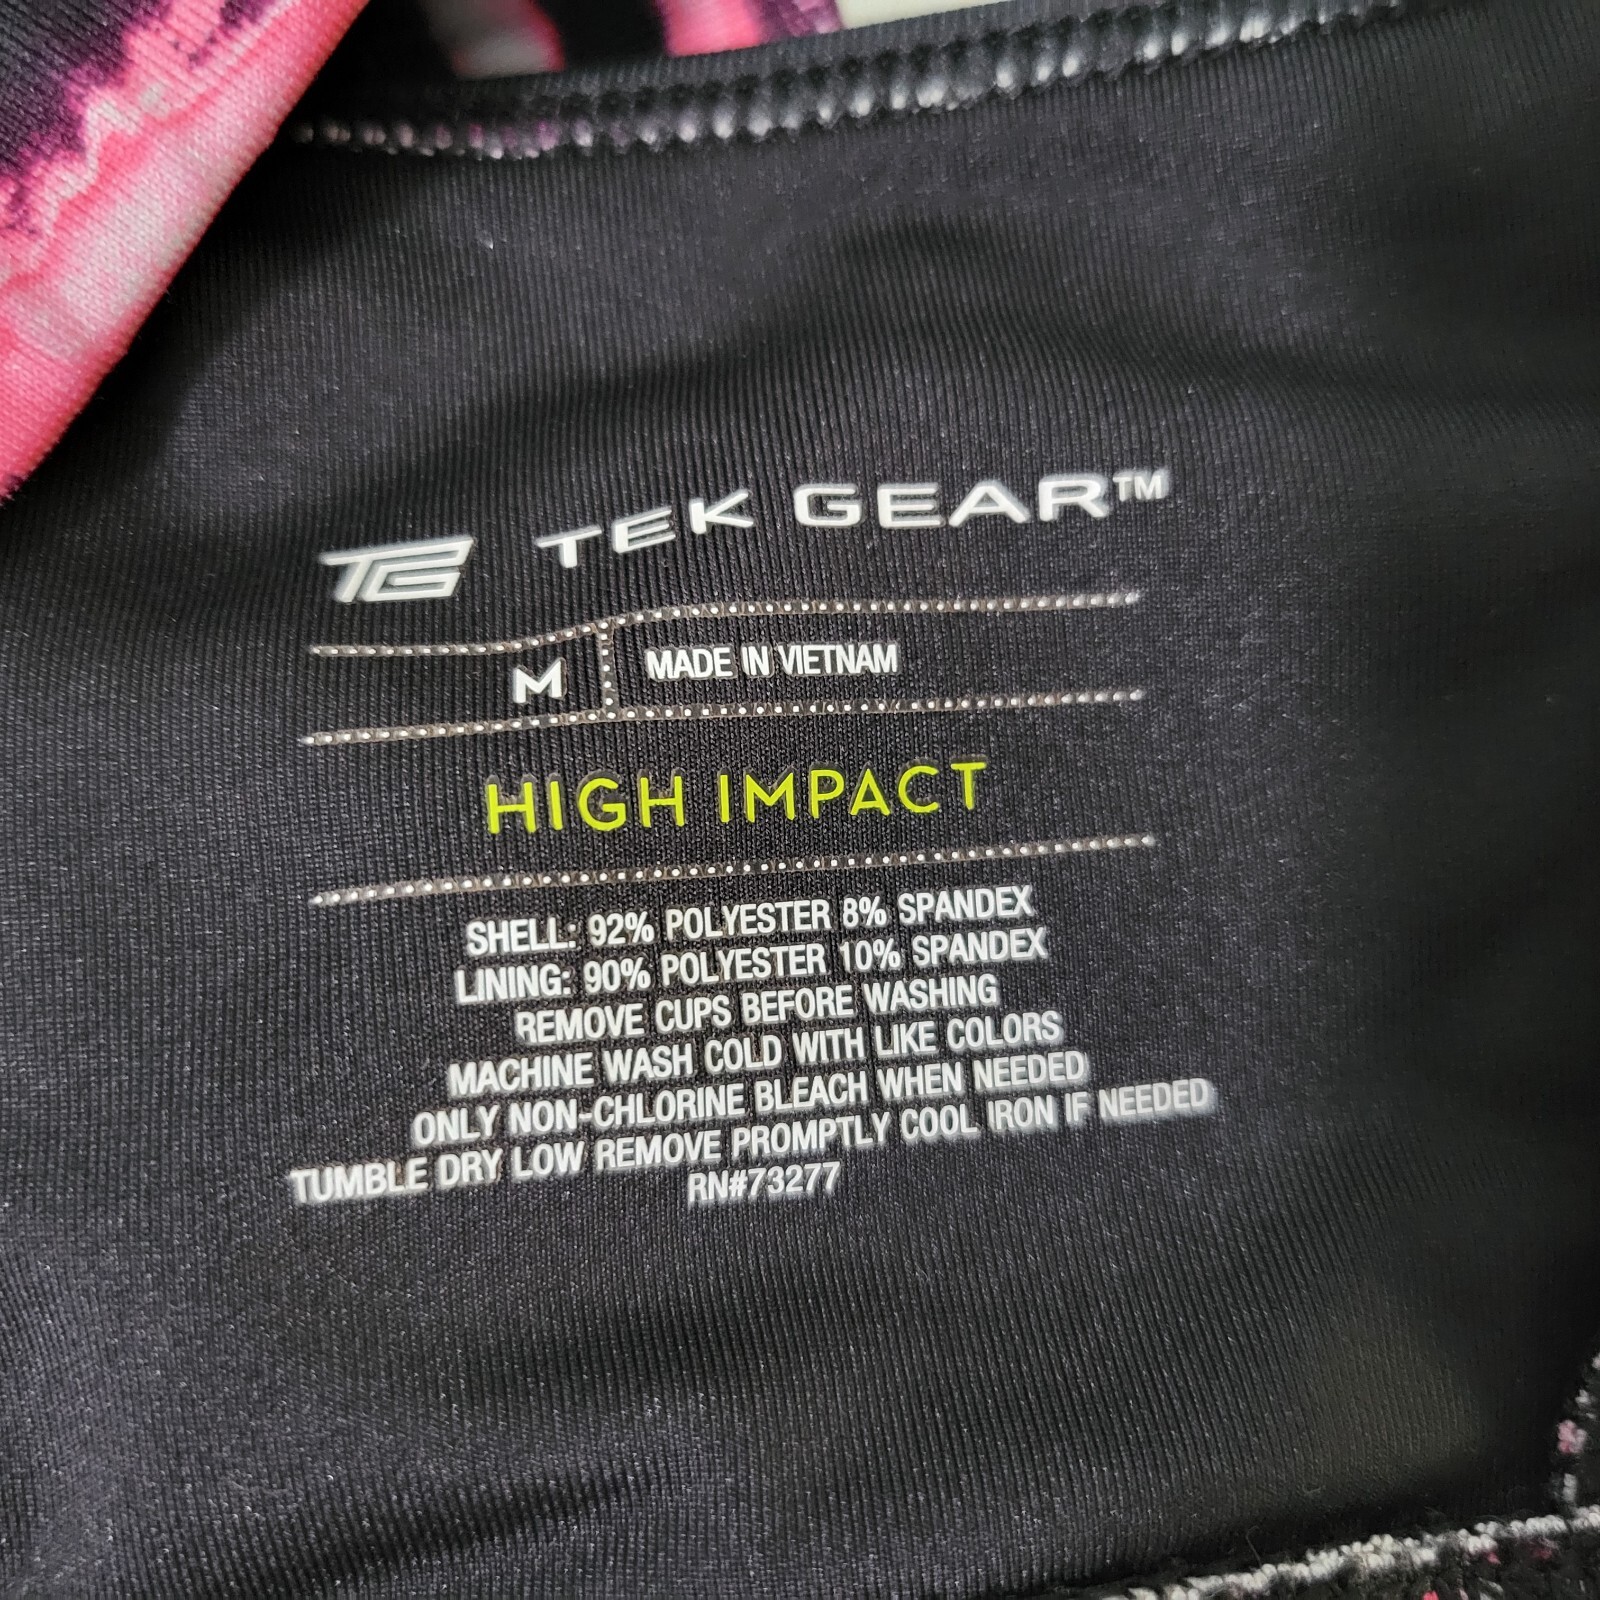 TG TEK GEAR™
M MADE IN VIETNAM
HIGH IMPACT
SHELL: 92% POLYESTER 8% SPANDEX
LINING: 90% POLYESTER 10% SPANDEX
REMOVE CUPS BEFORE WASHING
MACHINE WASH COLD WITH LIKE COLORS
ONLY NON-CHLORINE BLEACH WHEN NEEDED
TUMBLE DRY LOW REMOVE PROMPTLY COOL IRON IF NEEDED
RN#73277